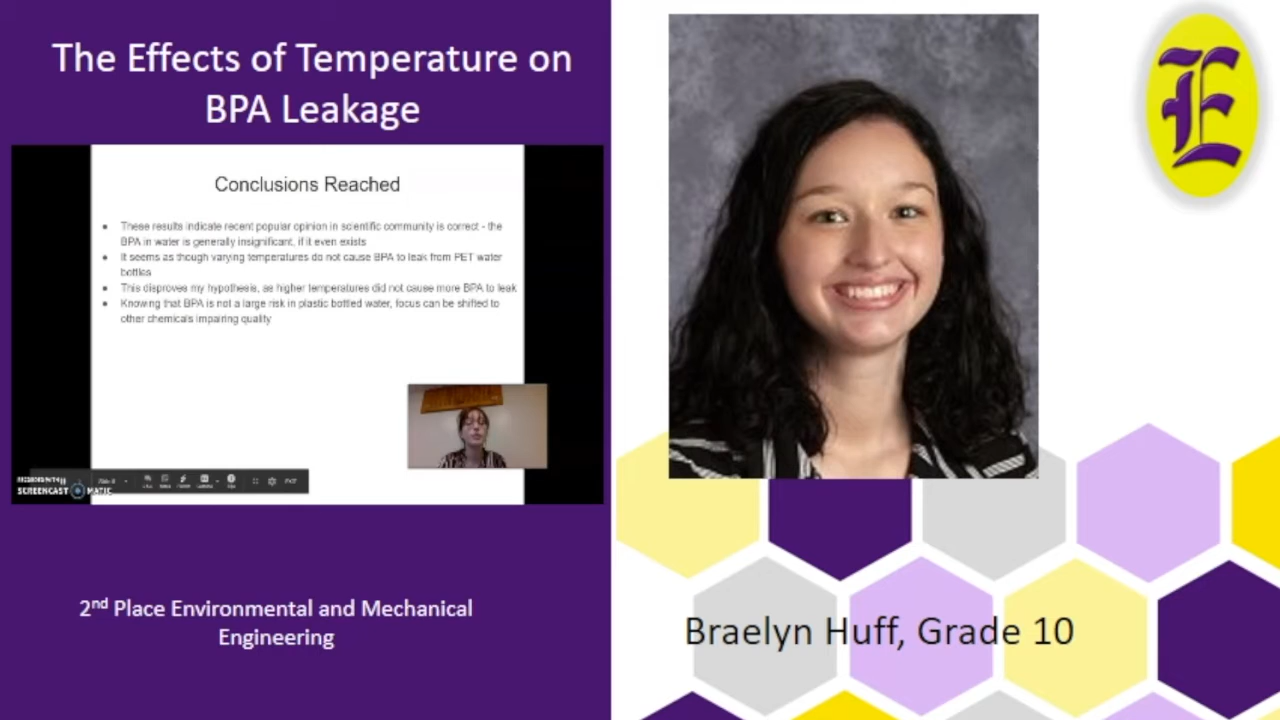 The Effects of Temperature on
BPA Leakage
Conclusions Reached
These results indicate recent popular opinion in scientific community is correct - the
BPA in water is generally insignificant, if it even exists
It seems as though varying temperatures do not cause BPA to leak from PET water
bottles
This disproves my hypothesis, as higher temperatures did not cause more BPA to leak
Knowing that BPA is not a large risk in plastic bottled water, focus can be shifted to
other chemicals impairing quality
SCREENCAST MATIC
2nd Place Environmental and Mechanical
Engineering
E
Braelyn Huff, Grade 10